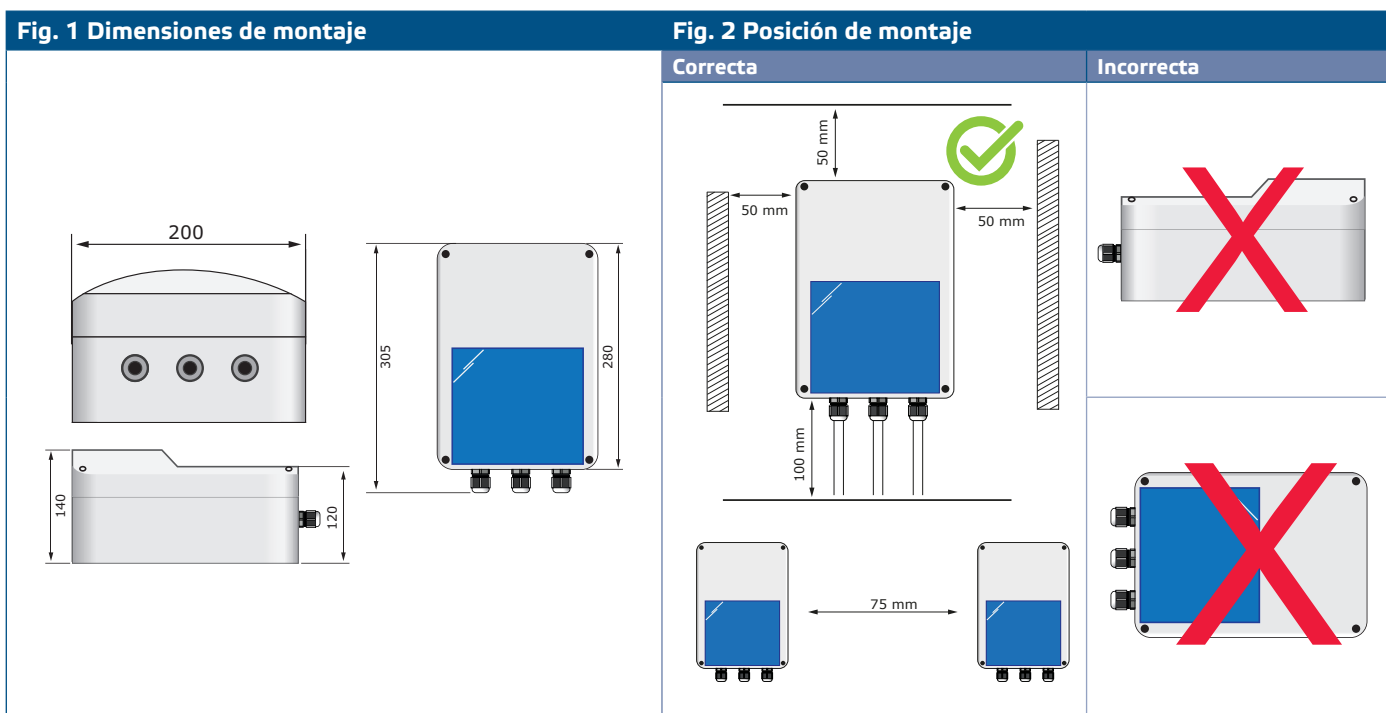 Fig. 1 Dimensiones de montaje
Fig. 2 Posición de montaje
Correcta
Incorrecta
200
305
280
140
120
50 mm
50 mm
50 mm
100 mm
75 mm